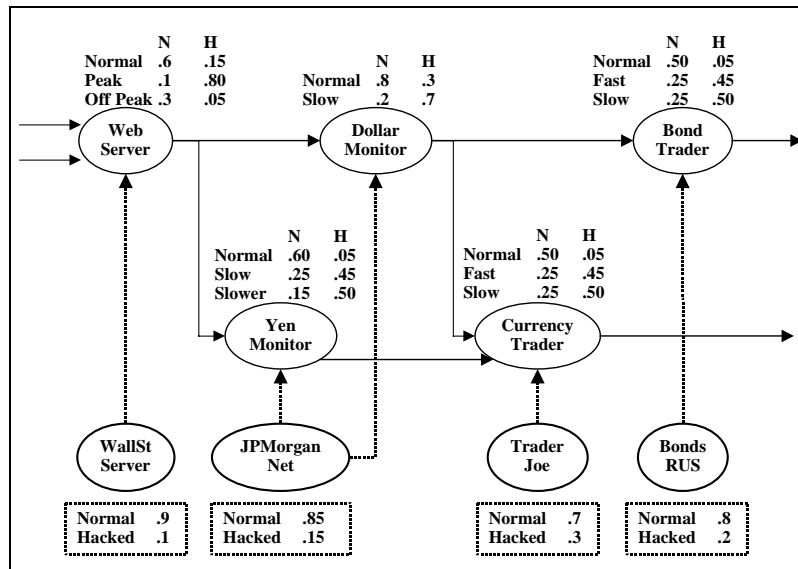 N H
Normal .6 .15
Peak .1 .80
Off Peak .3 .05
Web
Server
N H
Normal .8 .3
Slow .2 .7
Dollar
Monitor
N H
Normal .50 .05
Fast .25 .45
Slow .25 .50
Bond
Trader
N H
Normal .60 .05
Slow .25 .45
Slower .15 .50
Yen
Monitor
N H
Normal .50 .05
Fast .25 .45
Slow .25 .50
Currency
Trader
WallSt
Server
JPMorgan
Net
Trader
Joe
Bonds
RUS
Normal .9
Hacked .1
Normal .85
Hacked .15
Normal .7
Hacked .3
Normal .8
Hacked .2